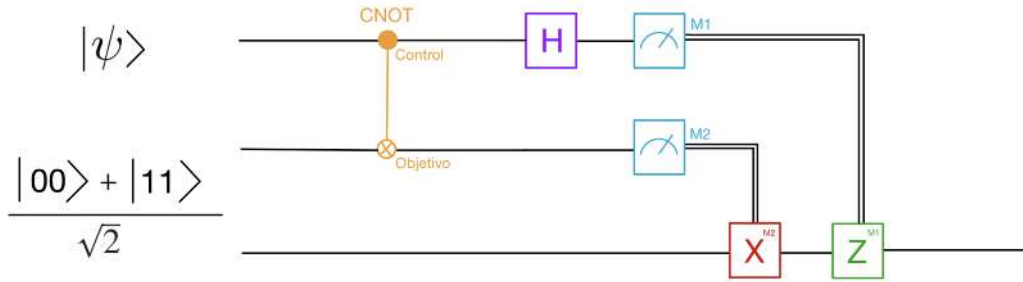 CNOT
|ψ⟩
Control
H
M1
M2
Objetivo
|00⟩ + |11⟩
√2
X M2
Z M1